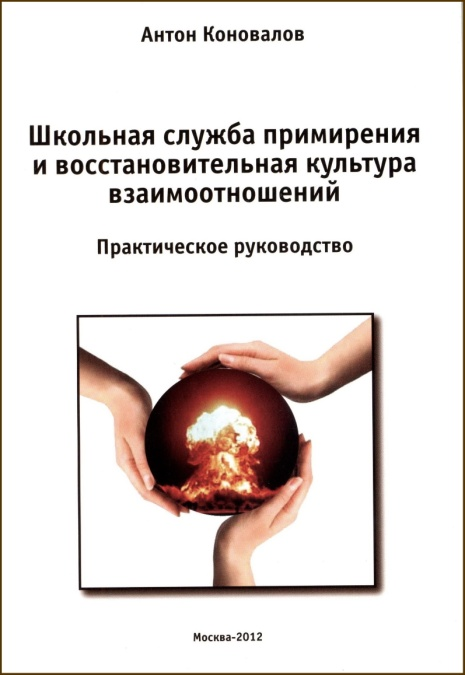 Антон Коновалов
Школьная служба примирения
и восстановительная культура
взаимоотношений
Практическое руководство
Москва-2012